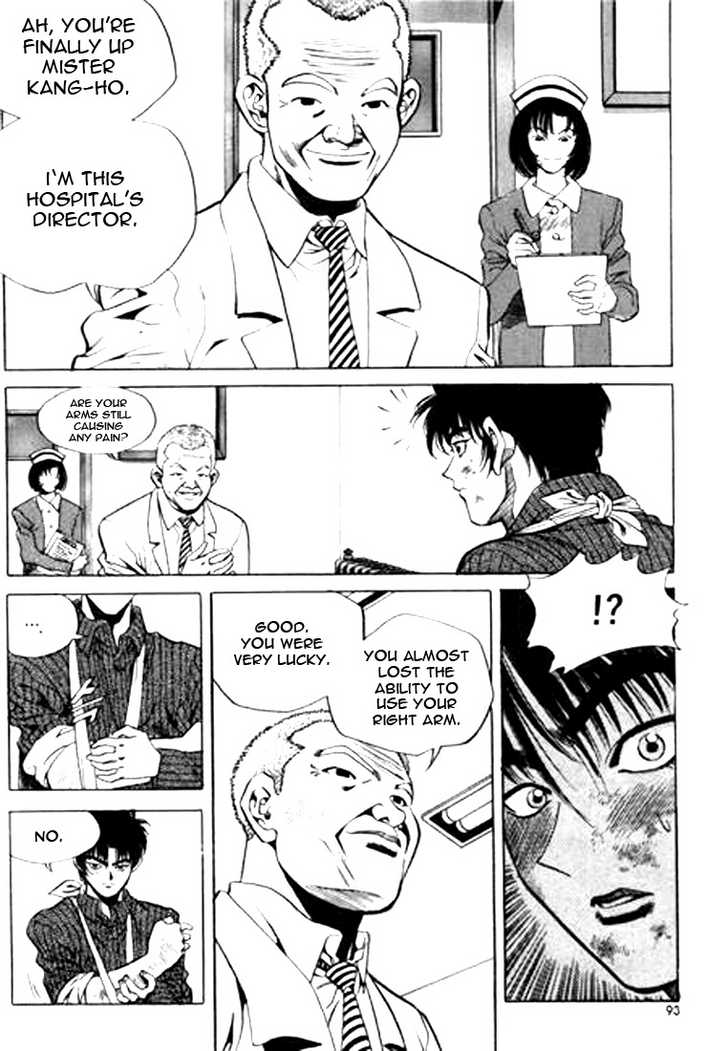 AH, YOU'RE
FINALLY UP
MISTER
KANG-HO.
I'M THIS
HOSPITAL'S
DIRECTOR.
ARE YOUR
ARMS STILL
CAUSING
ANY PAIN?
...
NO.
GOOD.
YOU WERE
VERY LUCKY.
YOU ALMOST
LOST THE
ABILITY TO
USE YOUR
RIGHT ARM.
!?
93